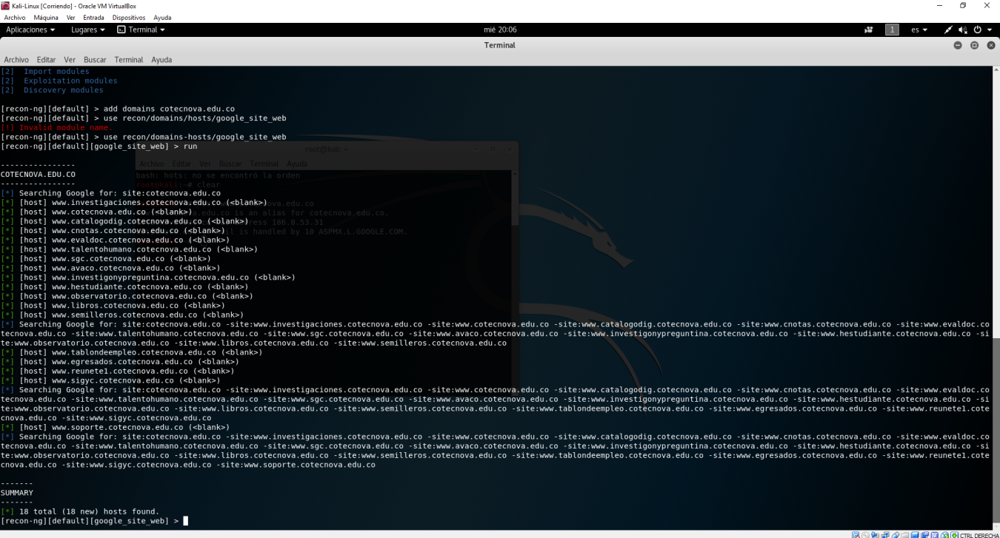 Kali-Linux [Corriendo] - Oracle VM VirtualBox
Archivo Máquina Ver Entrada Dispositivos Ayuda
Aplicaciones Lugares Terminal mié 20:06 1 es
Terminal
Archivo Editar Ver Buscar Terminal Ayuda
[2] Import modules
[2] Exploitation modules
[2] Discovery modules
[recon-ng][default] > add domains cotecnova.edu.co
[recon-ng][default] > use recon/domains/hosts/google_site_web
[!] Invalid module name.
[recon-ng][default] > use recon/domains-hosts/google_site_web
[recon-ng][default][google_site_web] > run
root@kali: ~
Archivo Editar Ver Buscar Terminal Ayuda
----------------
COTECNOVA.EDU.CO
----------------
bash: hots: no se encontró la orden
root@kali:~# clear
[*] Searching Google for: site:cotecnova.edu.co
[*] [host] www.investigaciones.cotecnova.edu.co (<blank>)
[*] [host] www.cotecnova.edu.co (<blank>)
is an alias for cotecnova.edu.co.
[*] [host] www.catalogodig.cotecnova.edu.co (<blank>)
186.0.53.31
[*] [host] www.cnotas.cotecnova.edu.co (<blank>)
is handled by 10 ASPMX.L.GOOGLE.COM.
[*] [host] www.evaldoc.cotecnova.edu.co (<blank>)
[*] [host] www.talentohumano.cotecnova.edu.co (<blank>)
[*] [host] www.sgc.cotecnova.edu.co (<blank>)
[*] [host] www.avaco.cotecnova.edu.co (<blank>)
[*] [host] www.investigonypreguntina.cotecnova.edu.co (<blank>)
[*] [host] www.hestudiante.cotecnova.edu.co (<blank>)
[*] [host] www.observatorio.cotecnova.edu.co (<blank>)
[*] [host] www.libros.cotecnova.edu.co (<blank>)
[*] [host] www.semilleros.cotecnova.edu.co (<blank>)
[*] Searching Google for: site:cotecnova.edu.co -site:www.investigaciones.cotecnova.edu.co -site:www.cotecnova.edu.co -site:www.catalogodig.cotecnova.edu.co -site:www.cnotas.cotecnova.edu.co -site:www.evaldoc.co
tecnova.edu.co -site:www.talentohumano.cotecnova.edu.co -site:www.sgc.cotecnova.edu.co -site:www.avaco.cotecnova.edu.co -site:www.investigonypreguntina.cotecnova.edu.co -site:www.hestudiante.cotecnova.edu.co -si
te:www.observatorio.cotecnova.edu.co -site:www.libros.cotecnova.edu.co -site:www.semilleros.cotecnova.edu.co
[*] [host] www.tablondeempleo.cotecnova.edu.co (<blank>)
[*] [host] www.egresados.cotecnova.edu.co (<blank>)
[*] [host] www.reunete1.cotecnova.edu.co (<blank>)
[*] [host] www.sigyc.cotecnova.edu.co (<blank>)
[*] Searching Google for: site:cotecnova.edu.co -site:www.investigaciones.cotecnova.edu.co -site:www.cotecnova.edu.co -site:www.catalogodig.cotecnova.edu.co -site:www.cnotas.cotecnova.edu.co -site:www.evaldoc.co
tecnova.edu.co -site:www.talentohumano.cotecnova.edu.co -site:www.sgc.cotecnova.edu.co -site:www.avaco.cotecnova.edu.co -site:www.investigonypreguntina.cotecnova.edu.co -site:www.hestudiante.cotecnova.edu.co -si
te:www.observatorio.cotecnova.edu.co -site:www.libros.cotecnova.edu.co -site:www.semilleros.cotecnova.edu.co -site:www.tablondeempleo.cotecnova.edu.co -site:www.egresados.cotecnova.edu.co -site:www.reunete1.cote
cnova.edu.co -site:www.sigyc.cotecnova.edu.co
[*] [host] www.soporte.cotecnova.edu.co (<blank>)
[*] Searching Google for: site:cotecnova.edu.co -site:www.investigaciones.cotecnova.edu.co -site:www.cotecnova.edu.co -site:www.catalogodig.cotecnova.edu.co -site:www.cnotas.cotecnova.edu.co -site:www.evaldoc.co
tecnova.edu.co -site:www.talentohumano.cotecnova.edu.co -site:www.sgc.cotecnova.edu.co -site:www.avaco.cotecnova.edu.co -site:www.investigonypreguntina.cotecnova.edu.co -site:www.hestudiante.cotecnova.edu.co -si
te:www.observatorio.cotecnova.edu.co -site:www.libros.cotecnova.edu.co -site:www.semilleros.cotecnova.edu.co -site:www.tablondeempleo.cotecnova.edu.co -site:www.egresados.cotecnova.edu.co -site:www.reunete1.cote
cnova.edu.co -site:www.sigyc.cotecnova.edu.co -site:www.soporte.cotecnova.edu.co
-------
SUMMARY
-------
[*] 18 total (18 new) hosts found.
[recon-ng][default][google_site_web] >
CTRL DERECHA